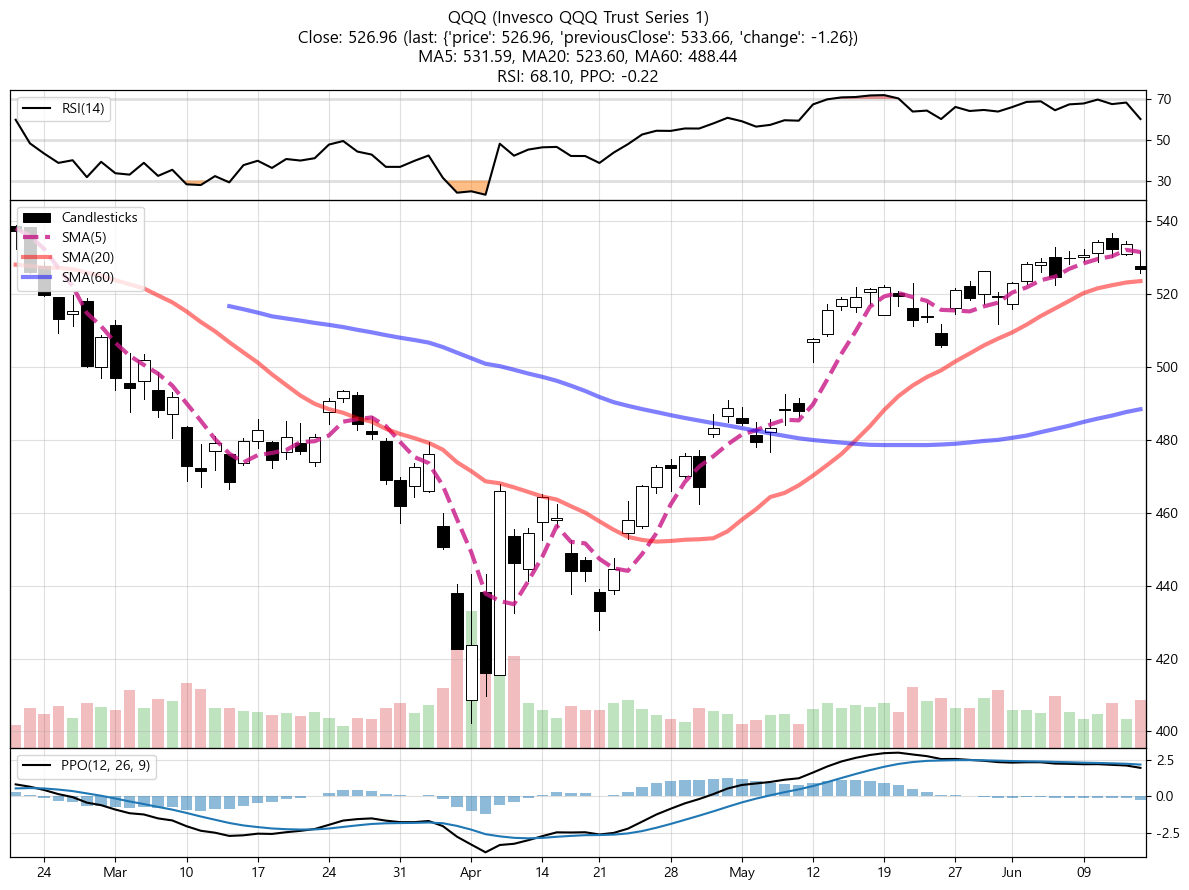 QQQ (Invesco QQQ Trust Series 1)
Close: 526.96 (last: {'price': 526.96, 'previousClose': 533.66, 'change': -1.26})
MA5: 531.59, MA20: 523.60, MA60: 488.44
RSI: 68.10, PPO: -0.22
RSI(14)
70
50
30
Candlesticks
SMA(5)
SMA(20)
SMA(60)
540
520
500
480
460
440
420
400
PPO(12, 26, 9)
2.5
0.0
-2.5
24 Mar 10 17 24 31 Apr 14 21 28 May 12 19 27 Jun 09